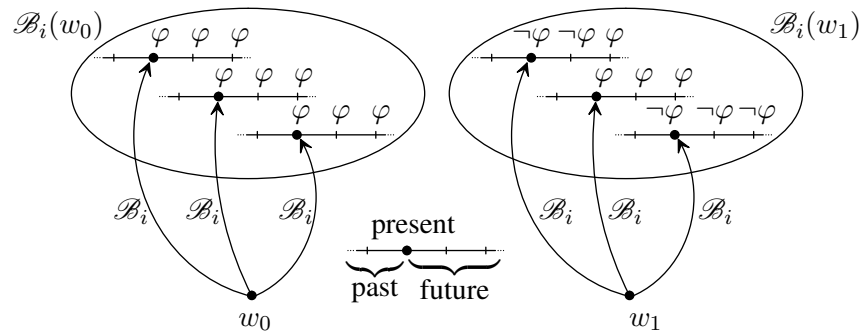 ℬᵢ(w₀) φ φ φ ¬φ ¬φ φ ℬᵢ(w₁)
φ φ φ φ φ φ
φ φ φ ¬φ ¬φ ¬φ
ℬᵢ ℬᵢ ℬᵢ ℬᵢ ℬᵢ ℬᵢ
present
past future
w₀ w₁